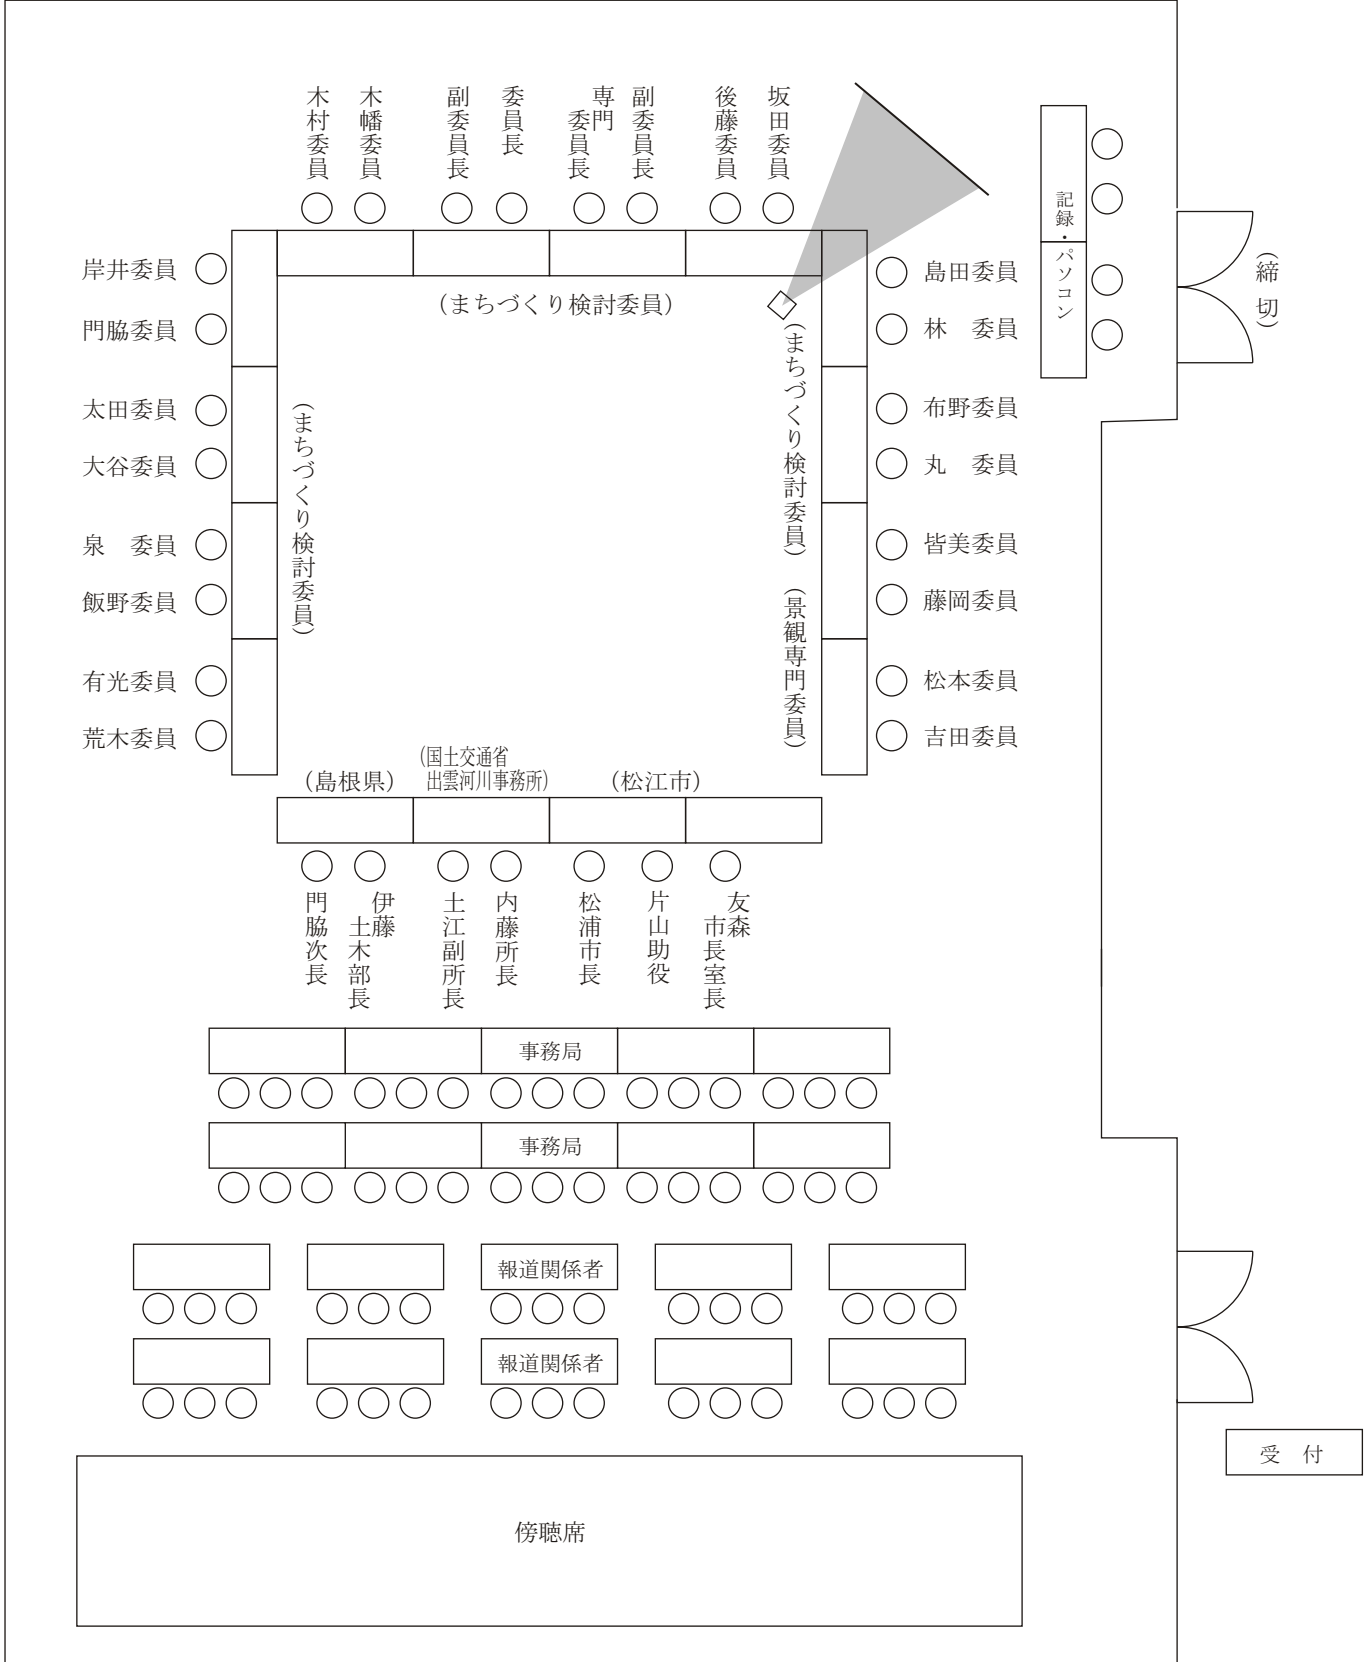 木村委員
木幡委員
副委員長
委員長
専門
委員長
副委員長
後藤委員
坂田委員
記録・パソコン
（締切）
岸井委員
門脇委員
太田委員
大谷委員
泉　委員
飯野委員
有光委員
荒木委員
（まちづくり検討委員）
（まちづくり検討委員）
（まちづくり検討委員）
（景観専門委員）
島田委員
林　委員
布野委員
丸　委員
皆美委員
藤岡委員
松本委員
吉田委員
（島根県）
（国土交通省
出雲河川事務所）
（松江市）
門脇次長
伊藤
土木部長
土江副所長
内藤所長
松浦市長
片山助役
友森
市長室長
事務局
事務局
報道関係者
報道関係者
受　付
傍聴席